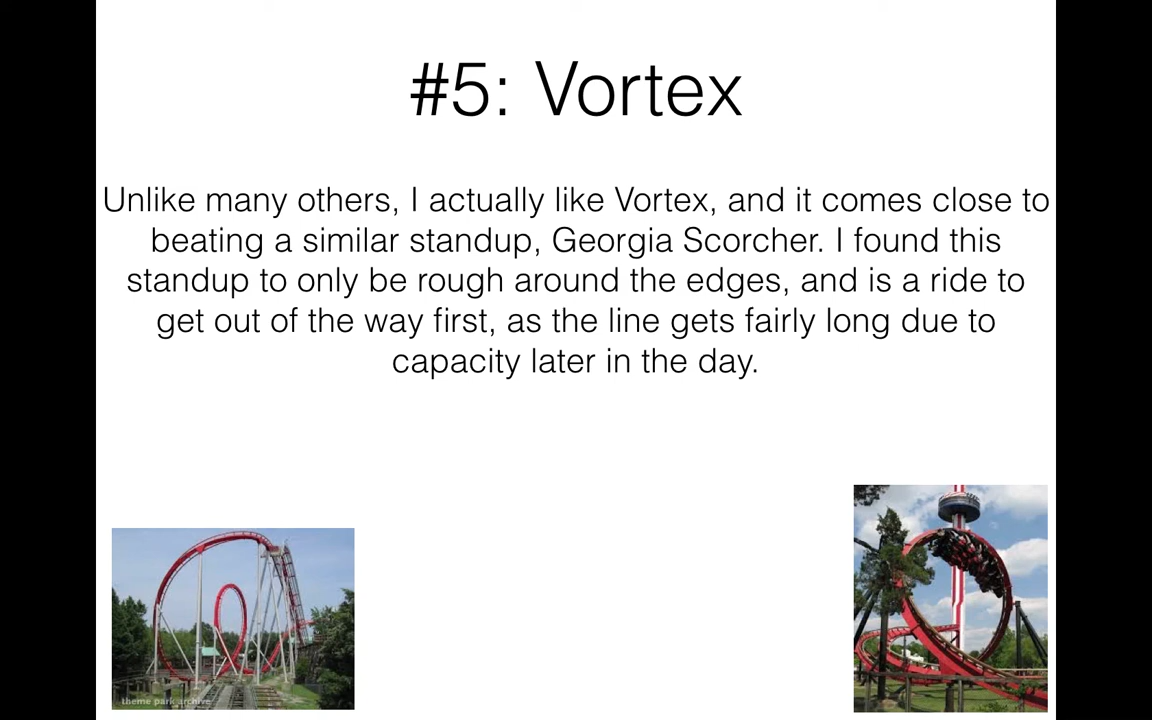 #5: Vortex
Unlike many others, I actually like Vortex, and it comes close to
beating a similar standup, Georgia Scorcher. I found this
standup to only be rough around the edges, and is a ride to
get out of the way first, as the line gets fairly long due to
capacity later in the day.
theme park archive